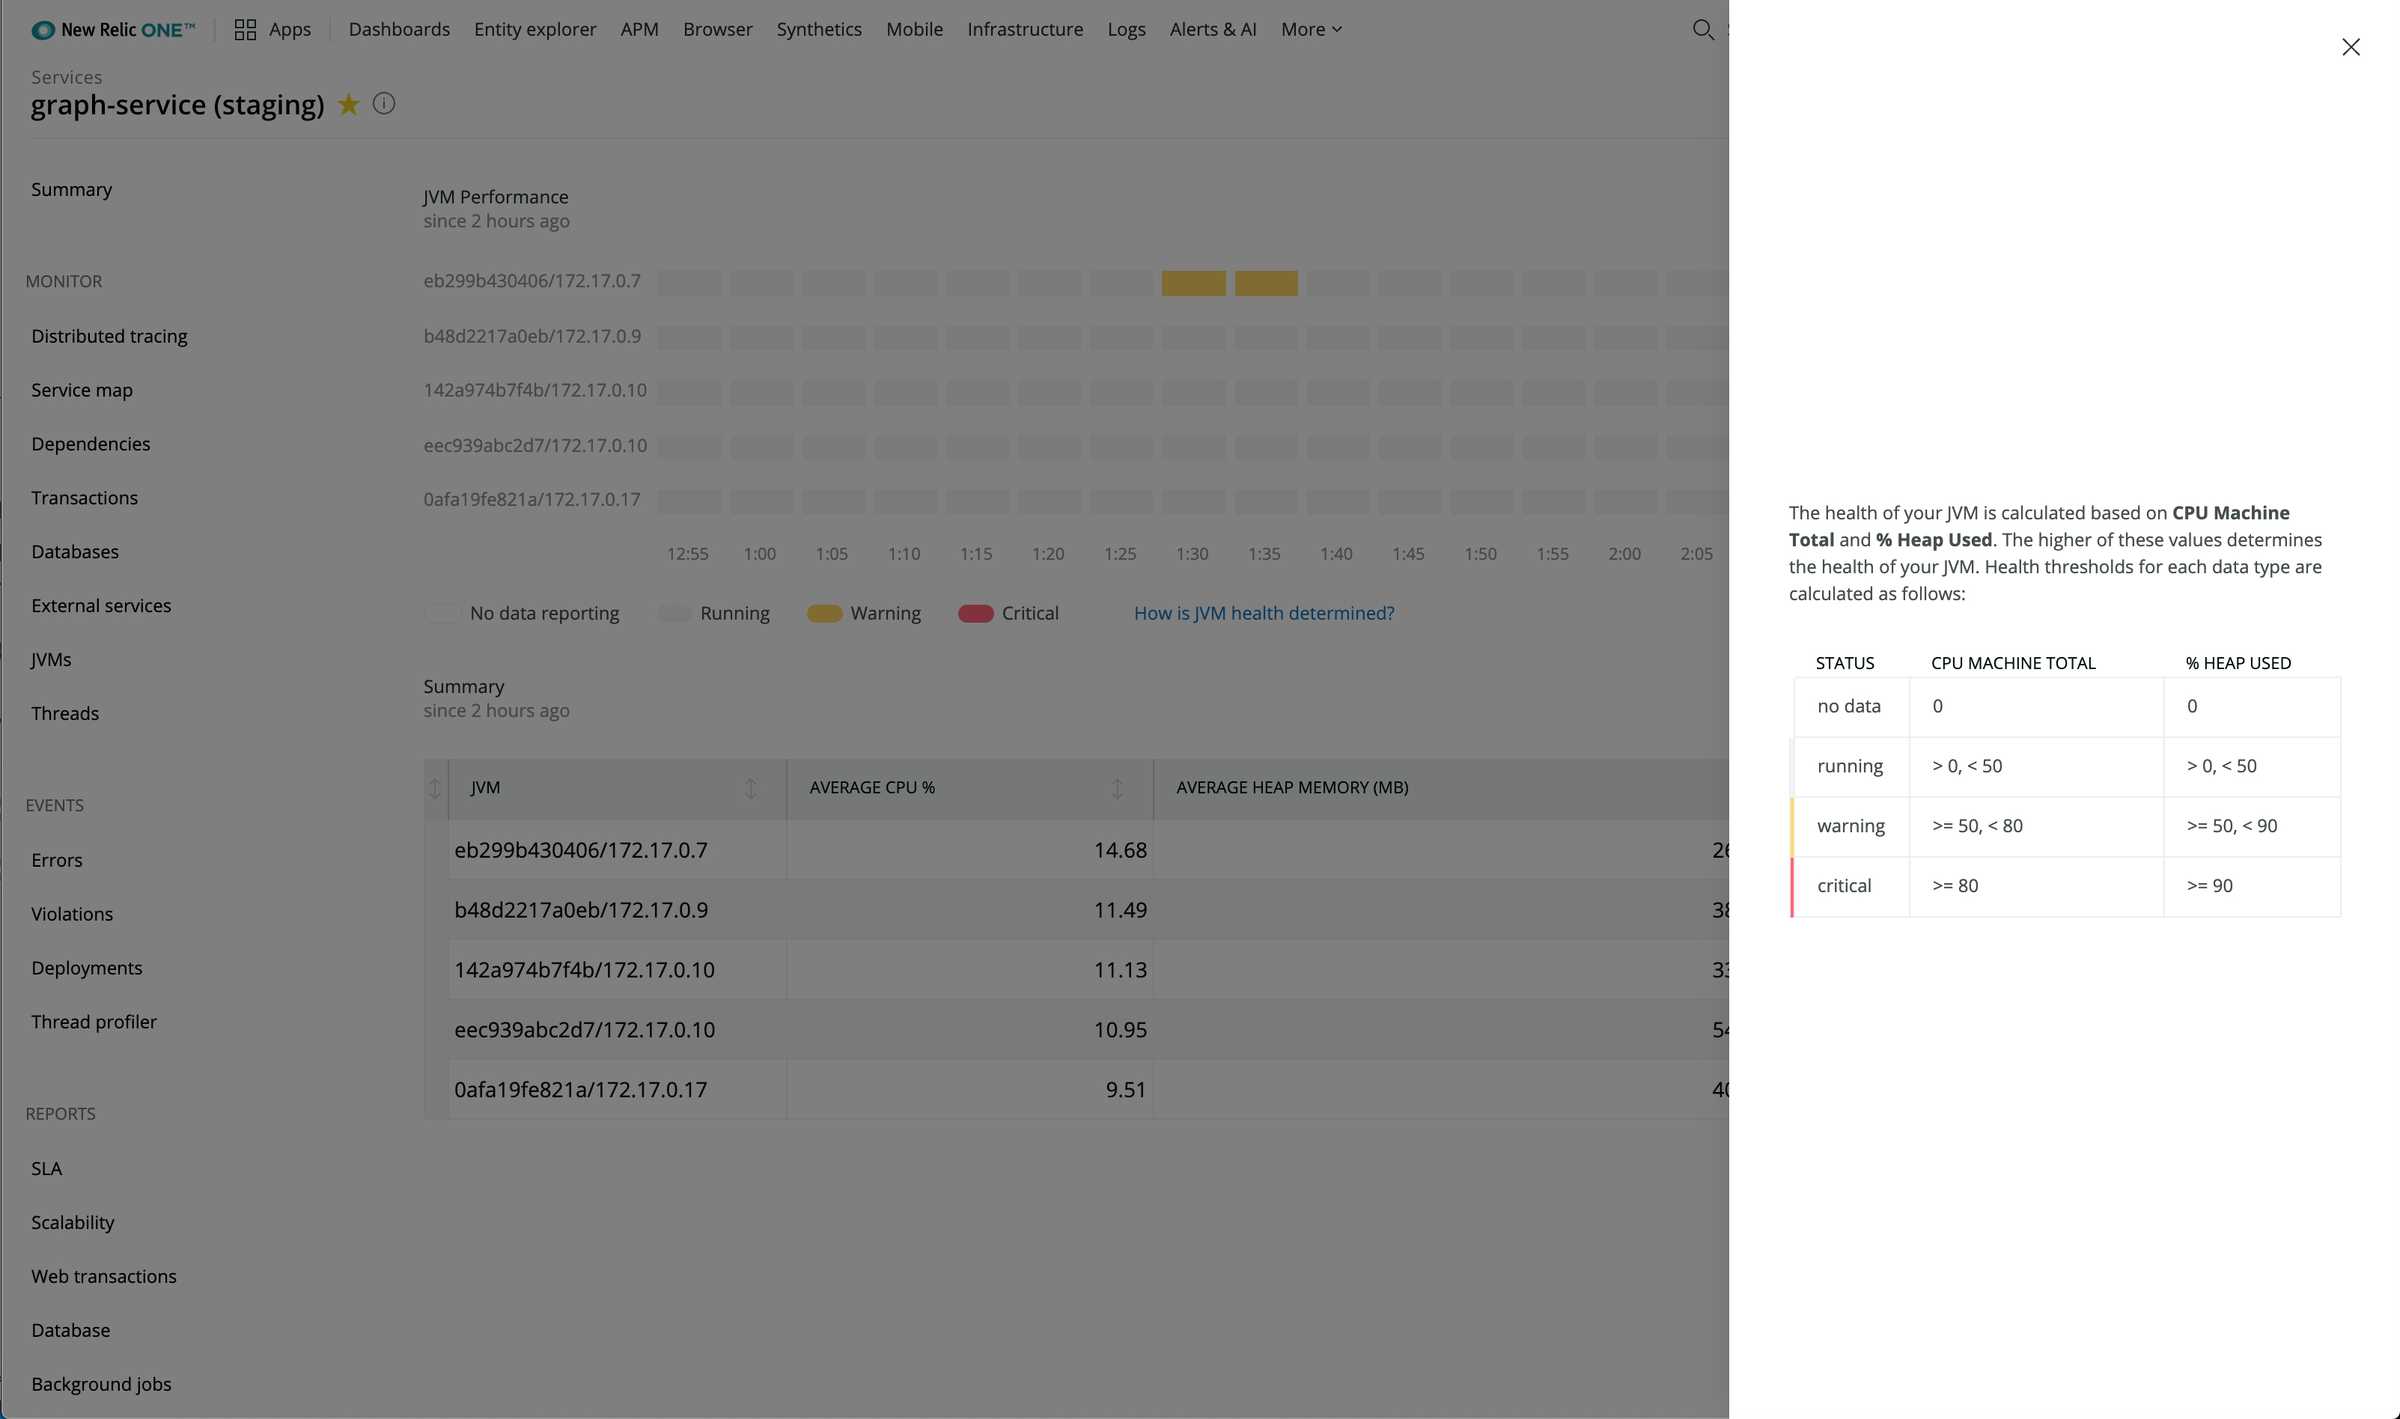 New Relic ONE™ Apps Dashboards Entity explorer APM Browser Synthetics Mobile Infrastructure Logs Alerts & AI More
Services
graph-service (staging)
Summary
MONITOR
Distributed tracing
Service map
Dependencies
Transactions
Databases
External services
JVMs
Threads
EVENTS
Errors
Violations
Deployments
Thread profiler
REPORTS
SLA
Scalability
Web transactions
Database
Background jobs
JVM Performance
since 2 hours ago
eb299b430406/172.17.0.7
b48d2217a0eb/172.17.0.9
142a974b7f4b/172.17.0.10
eec939abc2d7/172.17.0.10
0afa19fe821a/172.17.0.17
12:55 1:00 1:05 1:10 1:15 1:20 1:25 1:30 1:35 1:40 1:45 1:50 1:55 2:00 2:05
No data reporting Running Warning Critical How is JVM health determined?
Summary
since 2 hours ago
JVM AVERAGE CPU % AVERAGE HEAP MEMORY (MB)
eb299b430406/172.17.0.7 14.68
b48d2217a0eb/172.17.0.9 11.49
142a974b7f4b/172.17.0.10 11.13
eec939abc2d7/172.17.0.10 10.95
0afa19fe821a/172.17.0.17 9.51
The health of your JVM is calculated based on CPU Machine
Total and % Heap Used. The higher of these values determines
the health of your JVM. Health thresholds for each data type are
calculated as follows:
STATUS CPU MACHINE TOTAL % HEAP USED
no data 0 0
running > 0, < 50 > 0, < 50
warning >= 50, < 80 >= 50, < 90
critical >= 80 >= 90